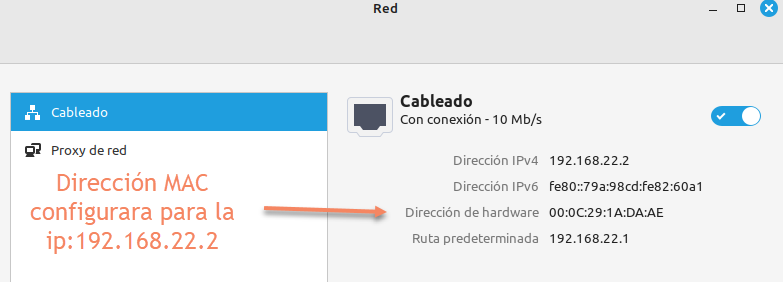 Red
Cableado
Proxy de red
Dirección MAC
configurara para la
ip:192.168.22.2
Cableado
Con conexión - 10 Mb/s
Dirección IPv4 192.168.22.2
Dirección IPv6 fe80::79a:98cd:fe82:60a1
Dirección de hardware 00:0C:29:1A:DA:AE
Ruta predeterminada 192.168.22.1